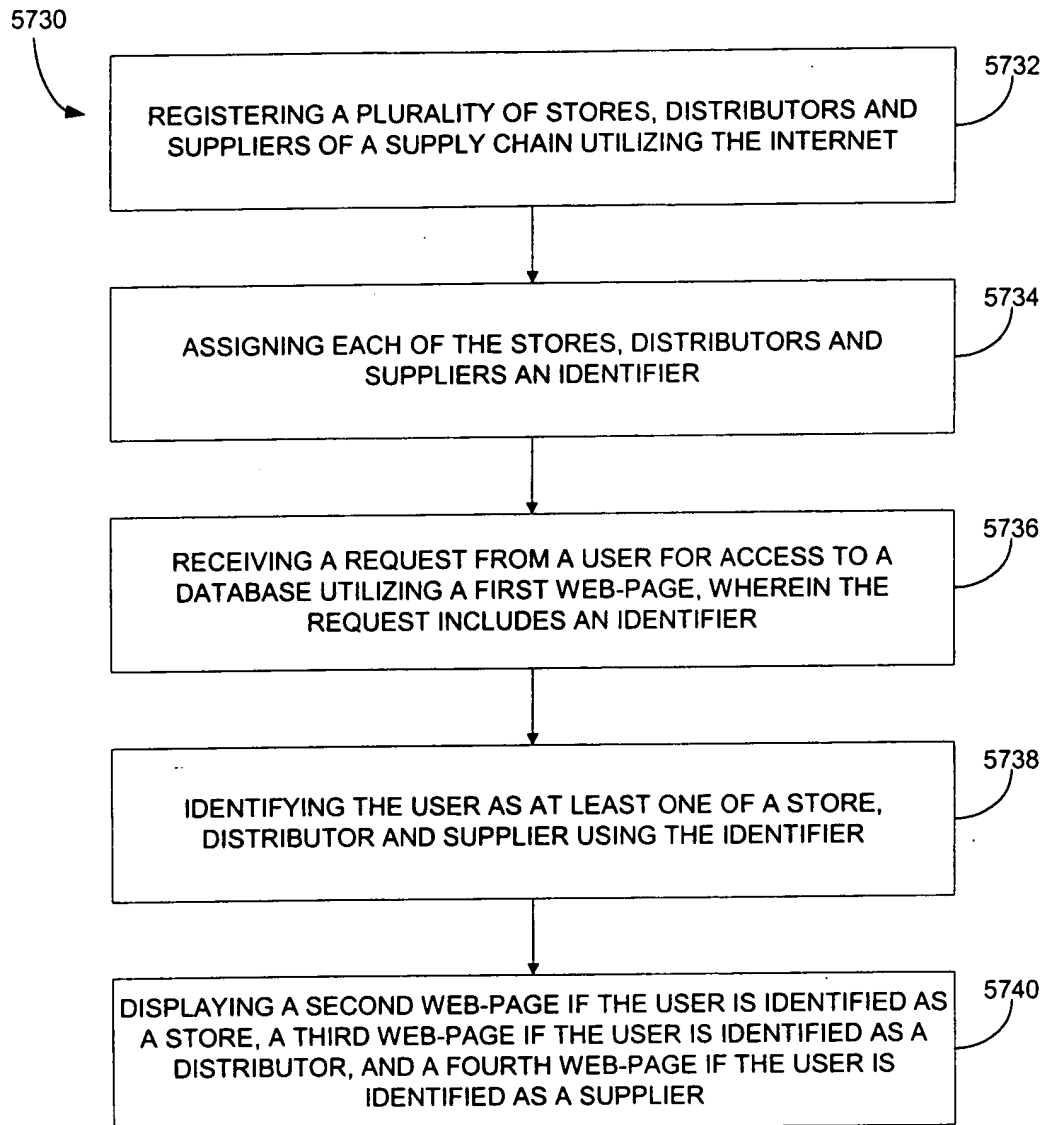 5730
5732
REGISTERING A PLURALITY OF STORES, DISTRIBUTORS AND
SUPPLIERS OF A SUPPLY CHAIN UTILIZING THE INTERNET
5734
ASSIGNING EACH OF THE STORES, DISTRIBUTORS AND
SUPPLIERS AN IDENTIFIER
5736
RECEIVING A REQUEST FROM A USER FOR ACCESS TO A
DATABASE UTILIZING A FIRST WEB-PAGE, WHEREIN THE
REQUEST INCLUDES AN IDENTIFIER
5738
IDENTIFYING THE USER AS AT LEAST ONE OF A STORE,
DISTRIBUTOR AND SUPPLIER USING THE IDENTIFIER
5740
DISPLAYING A SECOND WEB-PAGE IF THE USER IS IDENTIFIED AS
A STORE, A THIRD WEB-PAGE IF THE USER IS IDENTIFIED AS A
DISTRIBUTOR, AND A FOURTH WEB-PAGE IF THE USER IS
IDENTIFIED AS A SUPPLIER